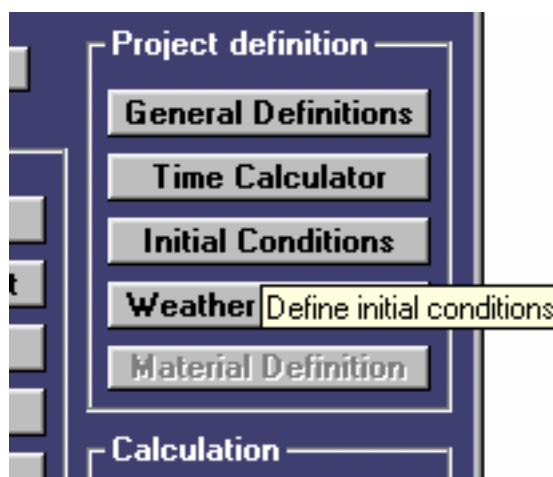 Project definition
General Definitions
Time Calculator
Initial Conditions
Weather
Define initial conditions
Material Definition
t
Calculation